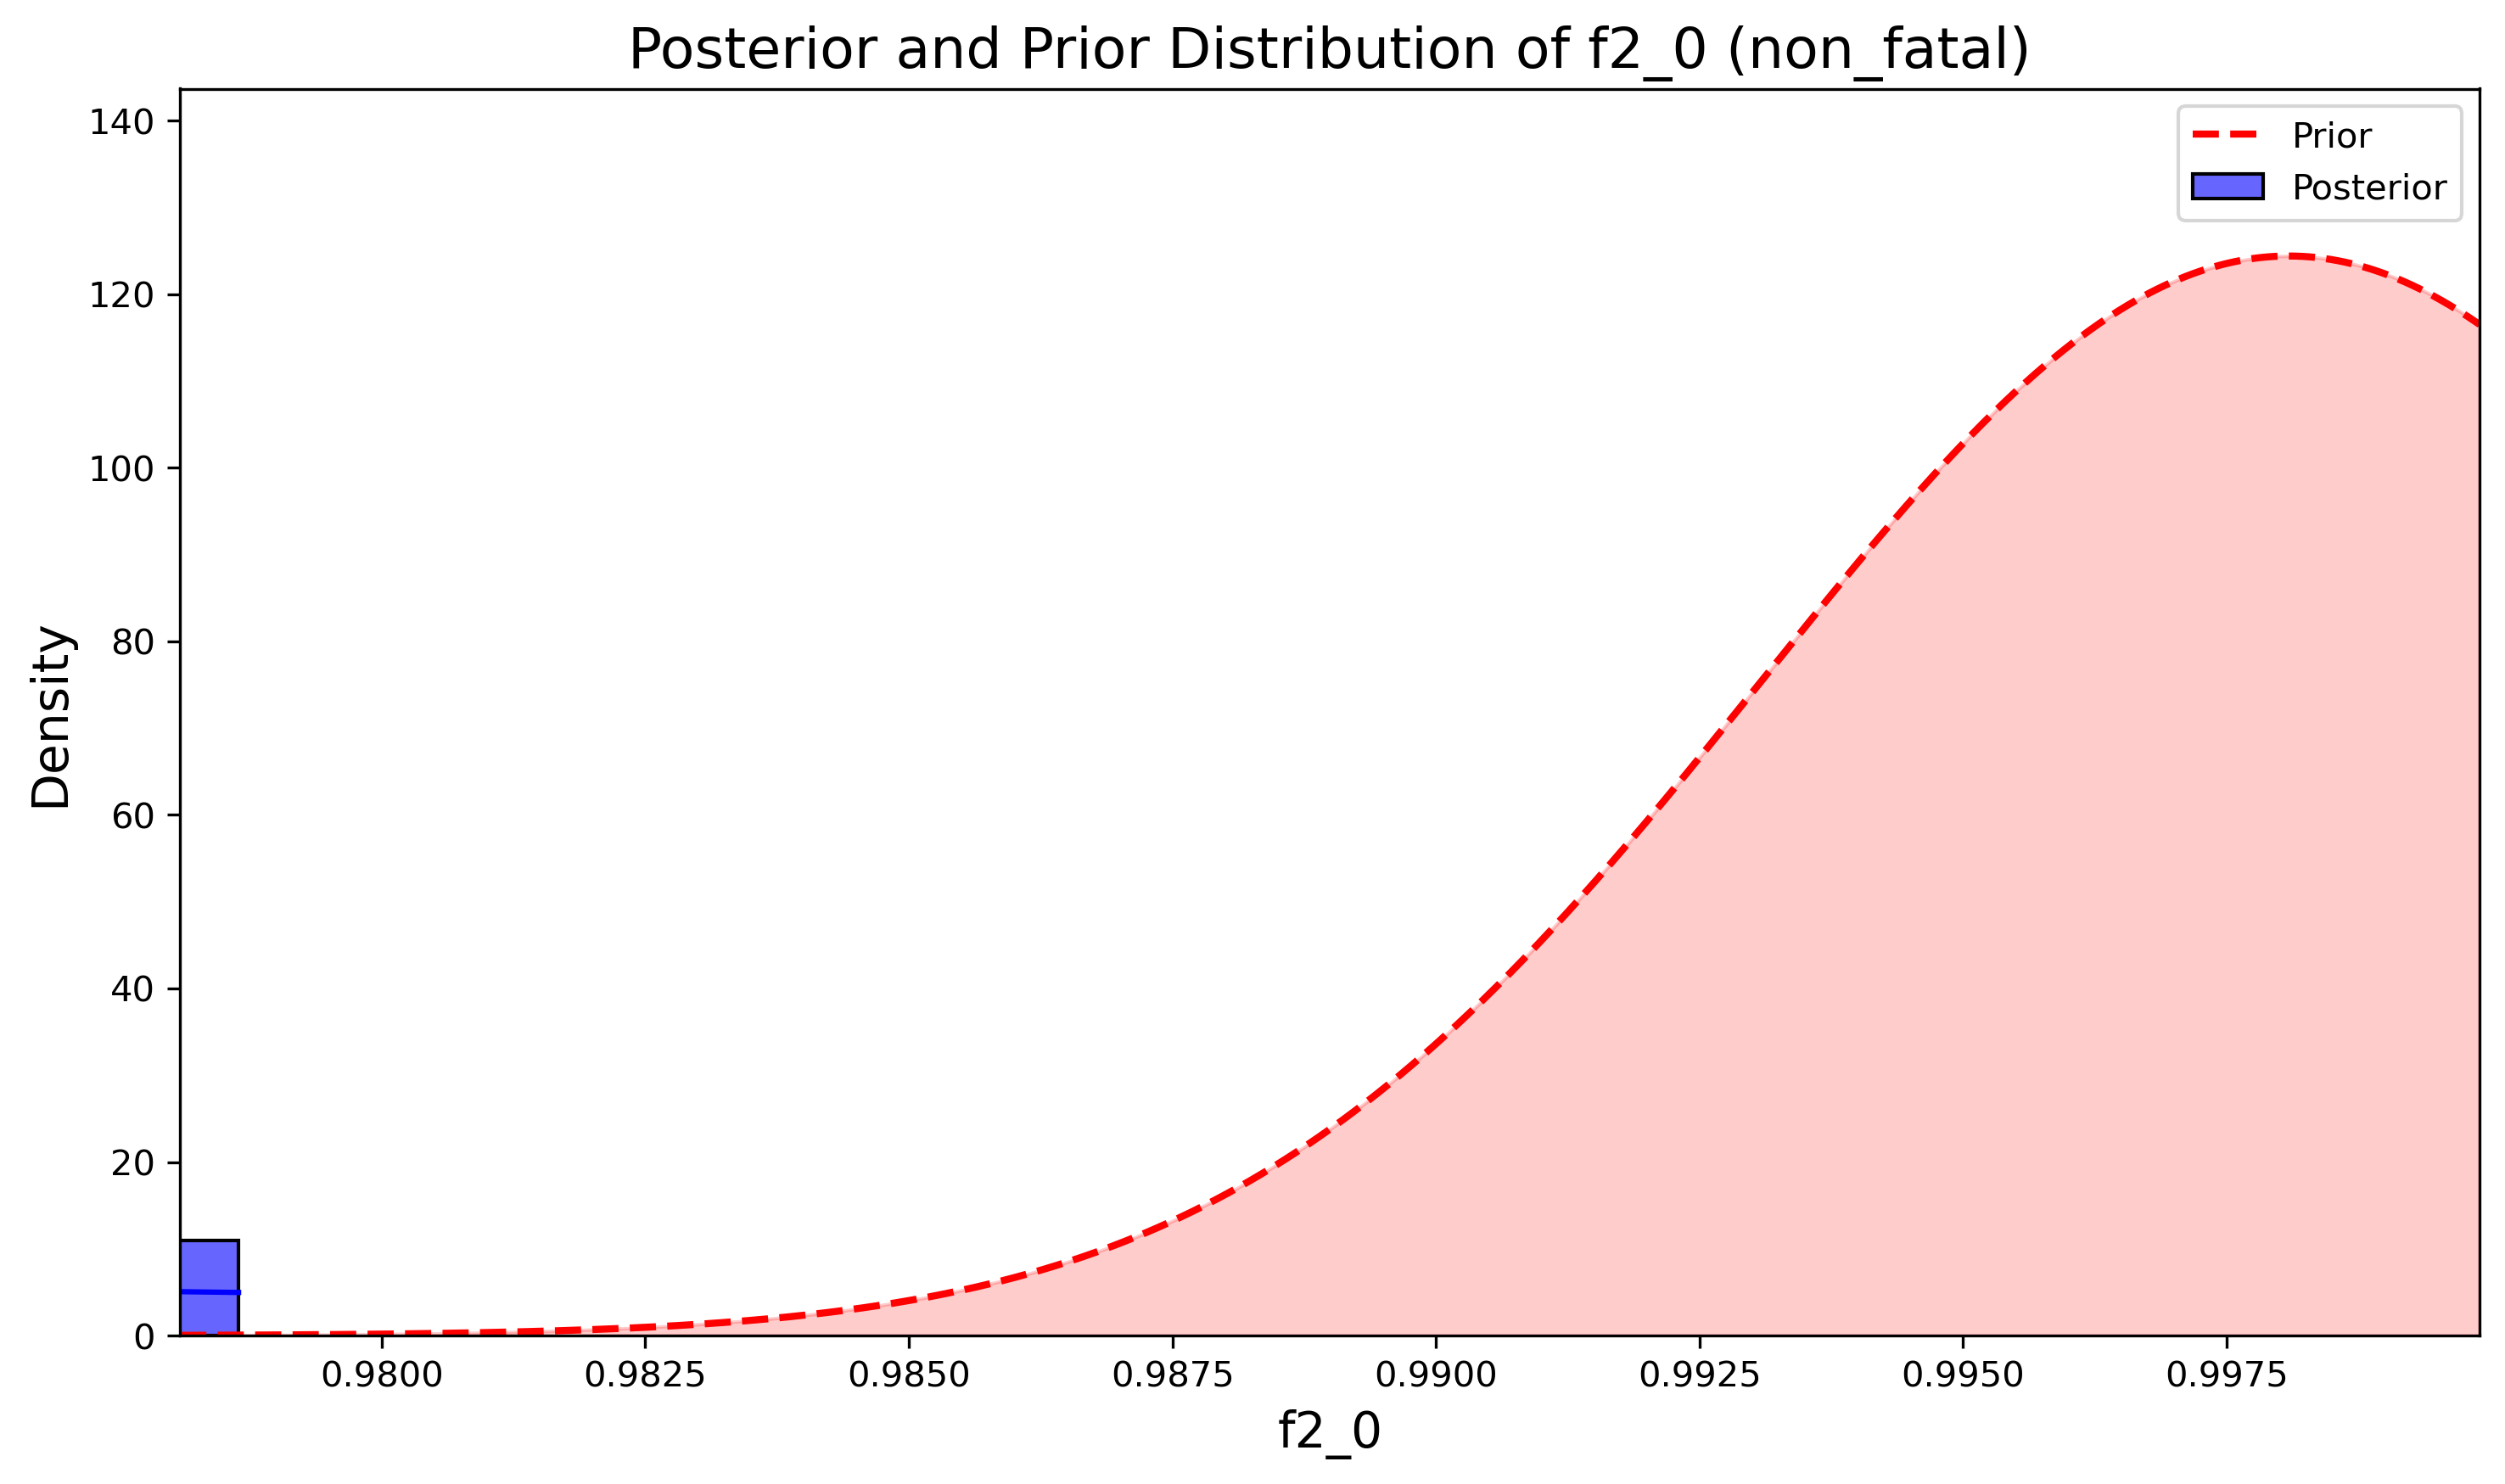 Posterior and Prior Distribution of f2_0 (non_fatal)
140
120
100
80
60
40
20
0
Density
Prior
Posterior
0.9800 0.9825 0.9850 0.9875 0.9900 0.9925 0.9950 0.9975
f2_0